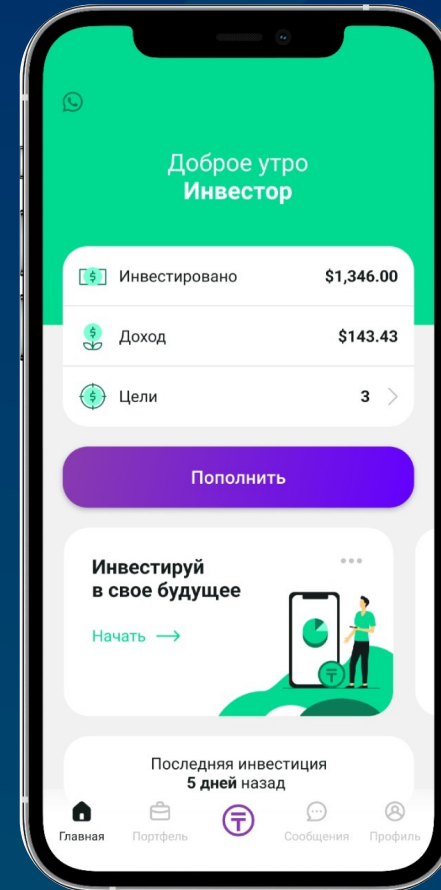 Доброе утро
Инвестор
Инвестировано $1,346.00
Доход $143.43
Цели 3
Пополнить
Инвестируй
в свое будущее
Начать →
Последняя инвестиция
5 дней назад
Главная Портфель Сообщения Профиль